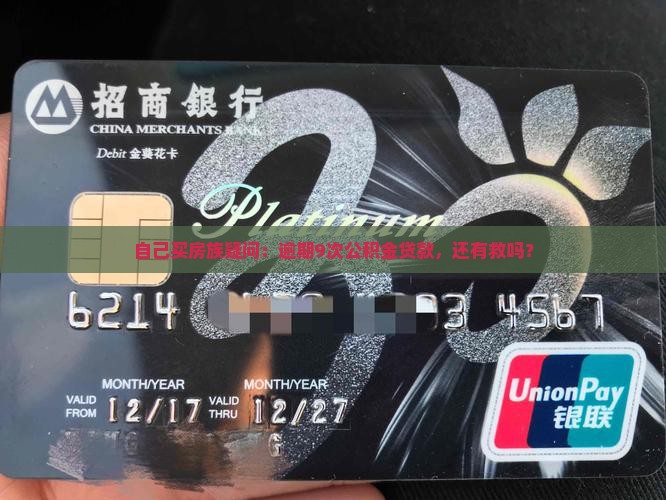 招商銀行
CHINA MERCHANTS BANK
Debit 金葵花卡
Platinum
自己买房族疑问：逾期9次公积金贷款，还有救吗？
6214 03 4567
MONTH/YEAR MONTH/YEAR
VALID FROM 12/17 VALID THRU 12/27
UnionPay
银联